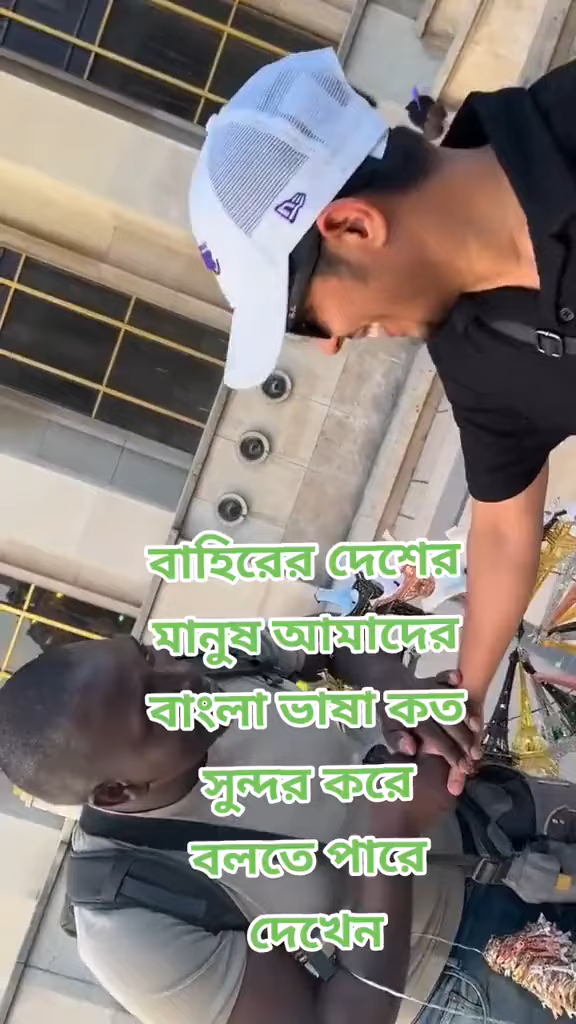 বাহিরের দেশের
মানুষ আমাদের
বাংলা ভাষা কত
সুন্দর করে
বলতে পারে
দেখেন